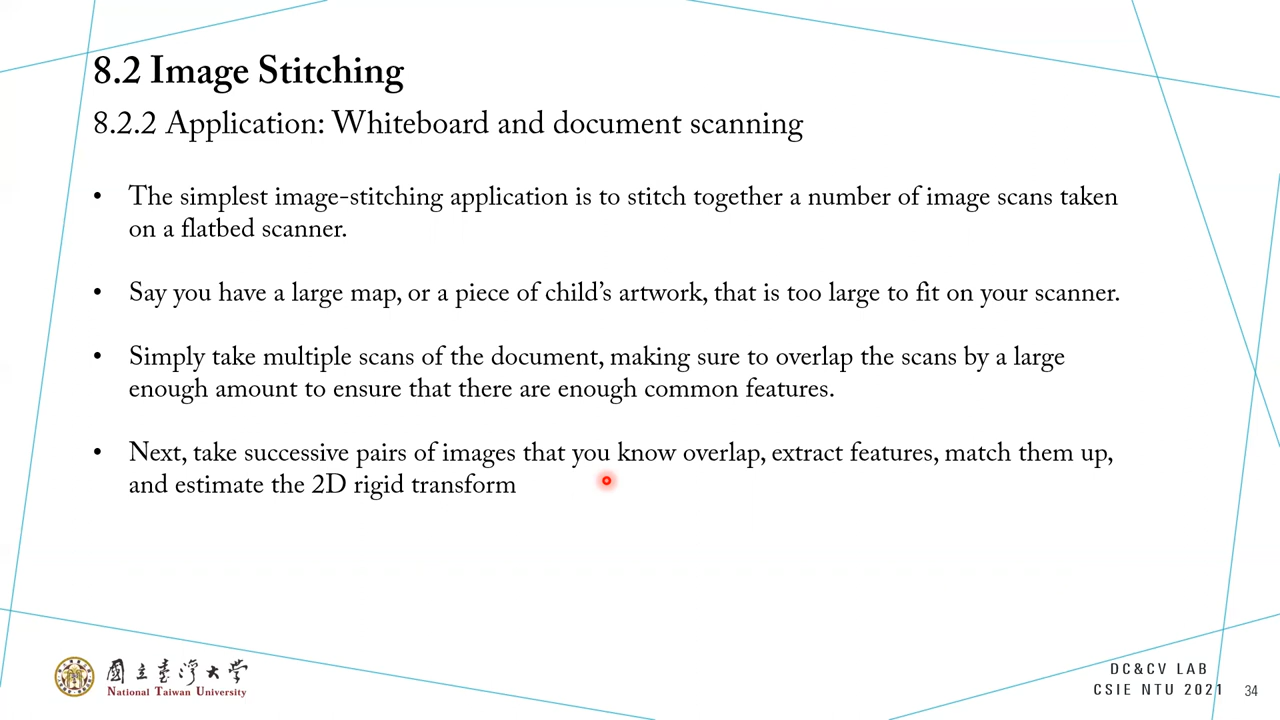 8.2 Image Stitching
8.2.2 Application: Whiteboard and document scanning
• The simplest image-stitching application is to stitch together a number of image scans taken
on a flatbed scanner.
• Say you have a large map, or a piece of child’s artwork, that is too large to fit on your scanner.
• Simply take multiple scans of the document, making sure to overlap the scans by a large
enough amount to ensure that there are enough common features.
• Next, take successive pairs of images that you know overlap, extract features, match them up,
and estimate the 2D rigid transform
國立臺灣大學
National Taiwan University
DC&CV LAB
CSIE NTU 2021
34